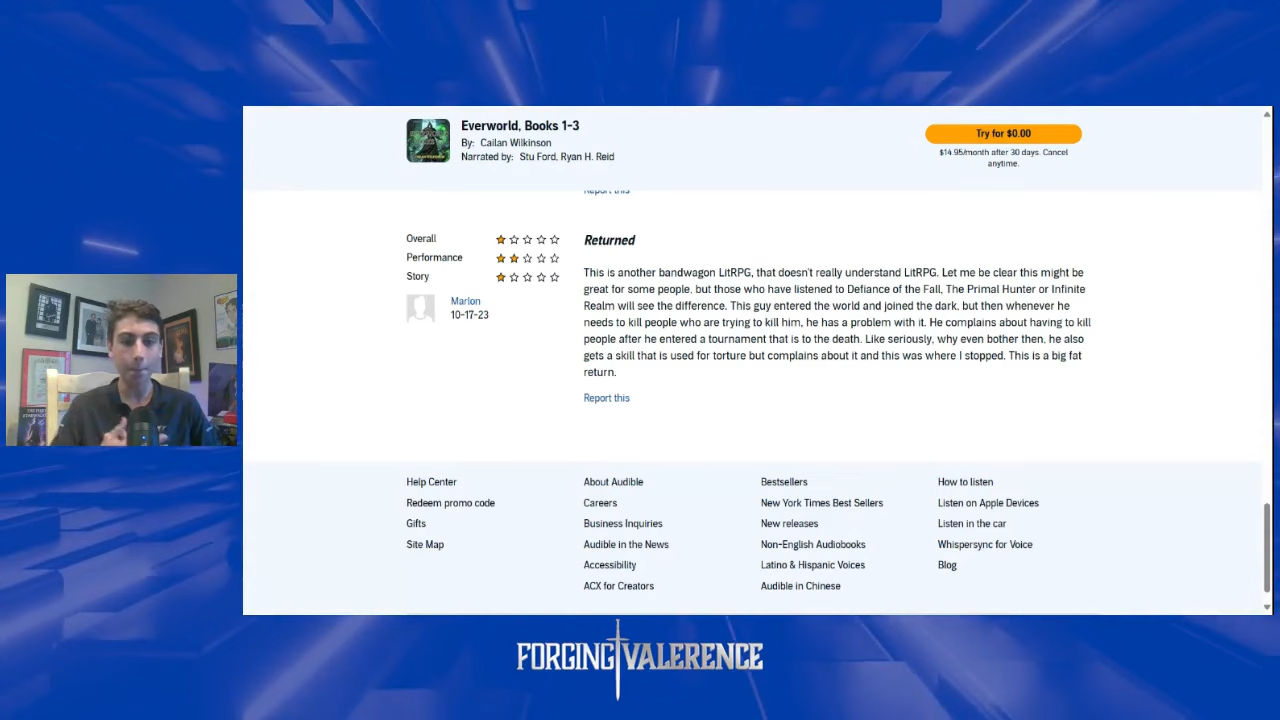 Everworld, Books 1-3
By: Cailan Wilkinson
Narrated by: Stu Ford, Ryan H. Reid
Try for $0.00
$14.95/month after 30 days. Cancel
anytime.
Report this
Overall
Performance
Story
Marlon
10-17-23
Returned
This is another bandwagon LitRPG, that doesn't really understand LitRPG. Let me be clear this might be
great for some people, but those who have listened to Defiance of the Fall, The Primal Hunter or Infinite
Realm will see the difference. This guy entered the world and joined the dark, but then whenever he
needs to kill people who are trying to kill him, he has a problem with it. He complains about having to kill
people after he entered a tournament that is to the death. Like seriously, why even bother then, he also
gets a skill that is used for torture but complains about it and this was where I stopped. This is a big fat
return.
Report this
Help Center
Redeem promo code
Gifts
Site Map
About Audible
Careers
Business Inquiries
Audible in the News
Accessibility
ACX for Creators
Bestsellers
New York Times Best Sellers
New releases
Non-English Audiobooks
Latino & Hispanic Voices
Audible in Chinese
How to listen
Listen on Apple Devices
Listen in the car
Whispersync for Voice
Blog
FORGING VALERENCE